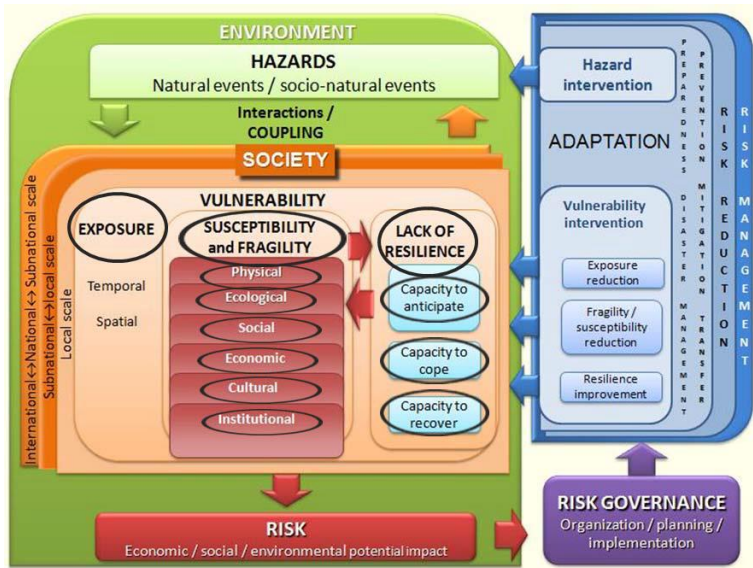 ENVIRONMENT
HAZARDS
Natural events / socio-natural events
Interactions /
COUPLING
SOCIETY
International↔National↔Subnational scale
Subnational↔local scale
Local scale
VULNERABILITY
EXPOSURE
Temporal
Spatial
SUSCEPTIBILITY
and FRAGILITY
Physical
Ecological
Social
Economic
Cultural
Institutional
LACK OF
RESILIENCE
Capacity to
anticipate
Capacity to
cope
Capacity to
recover
RISK
Economic / social / environmental potential impact
Hazard
intervention
ADAPTATION
Vulnerability
intervention
Exposure
reduction
Fragility /
susceptibility
reduction
Resilience
improvement
PREPAREDNESS DISASTER MANAGEMENT
PREVENTION MITIGATION TRANSFER
RISK REDUCTION
RISK MANAGEMENT
RISK GOVERNANCE
Organization / planning /
implementation